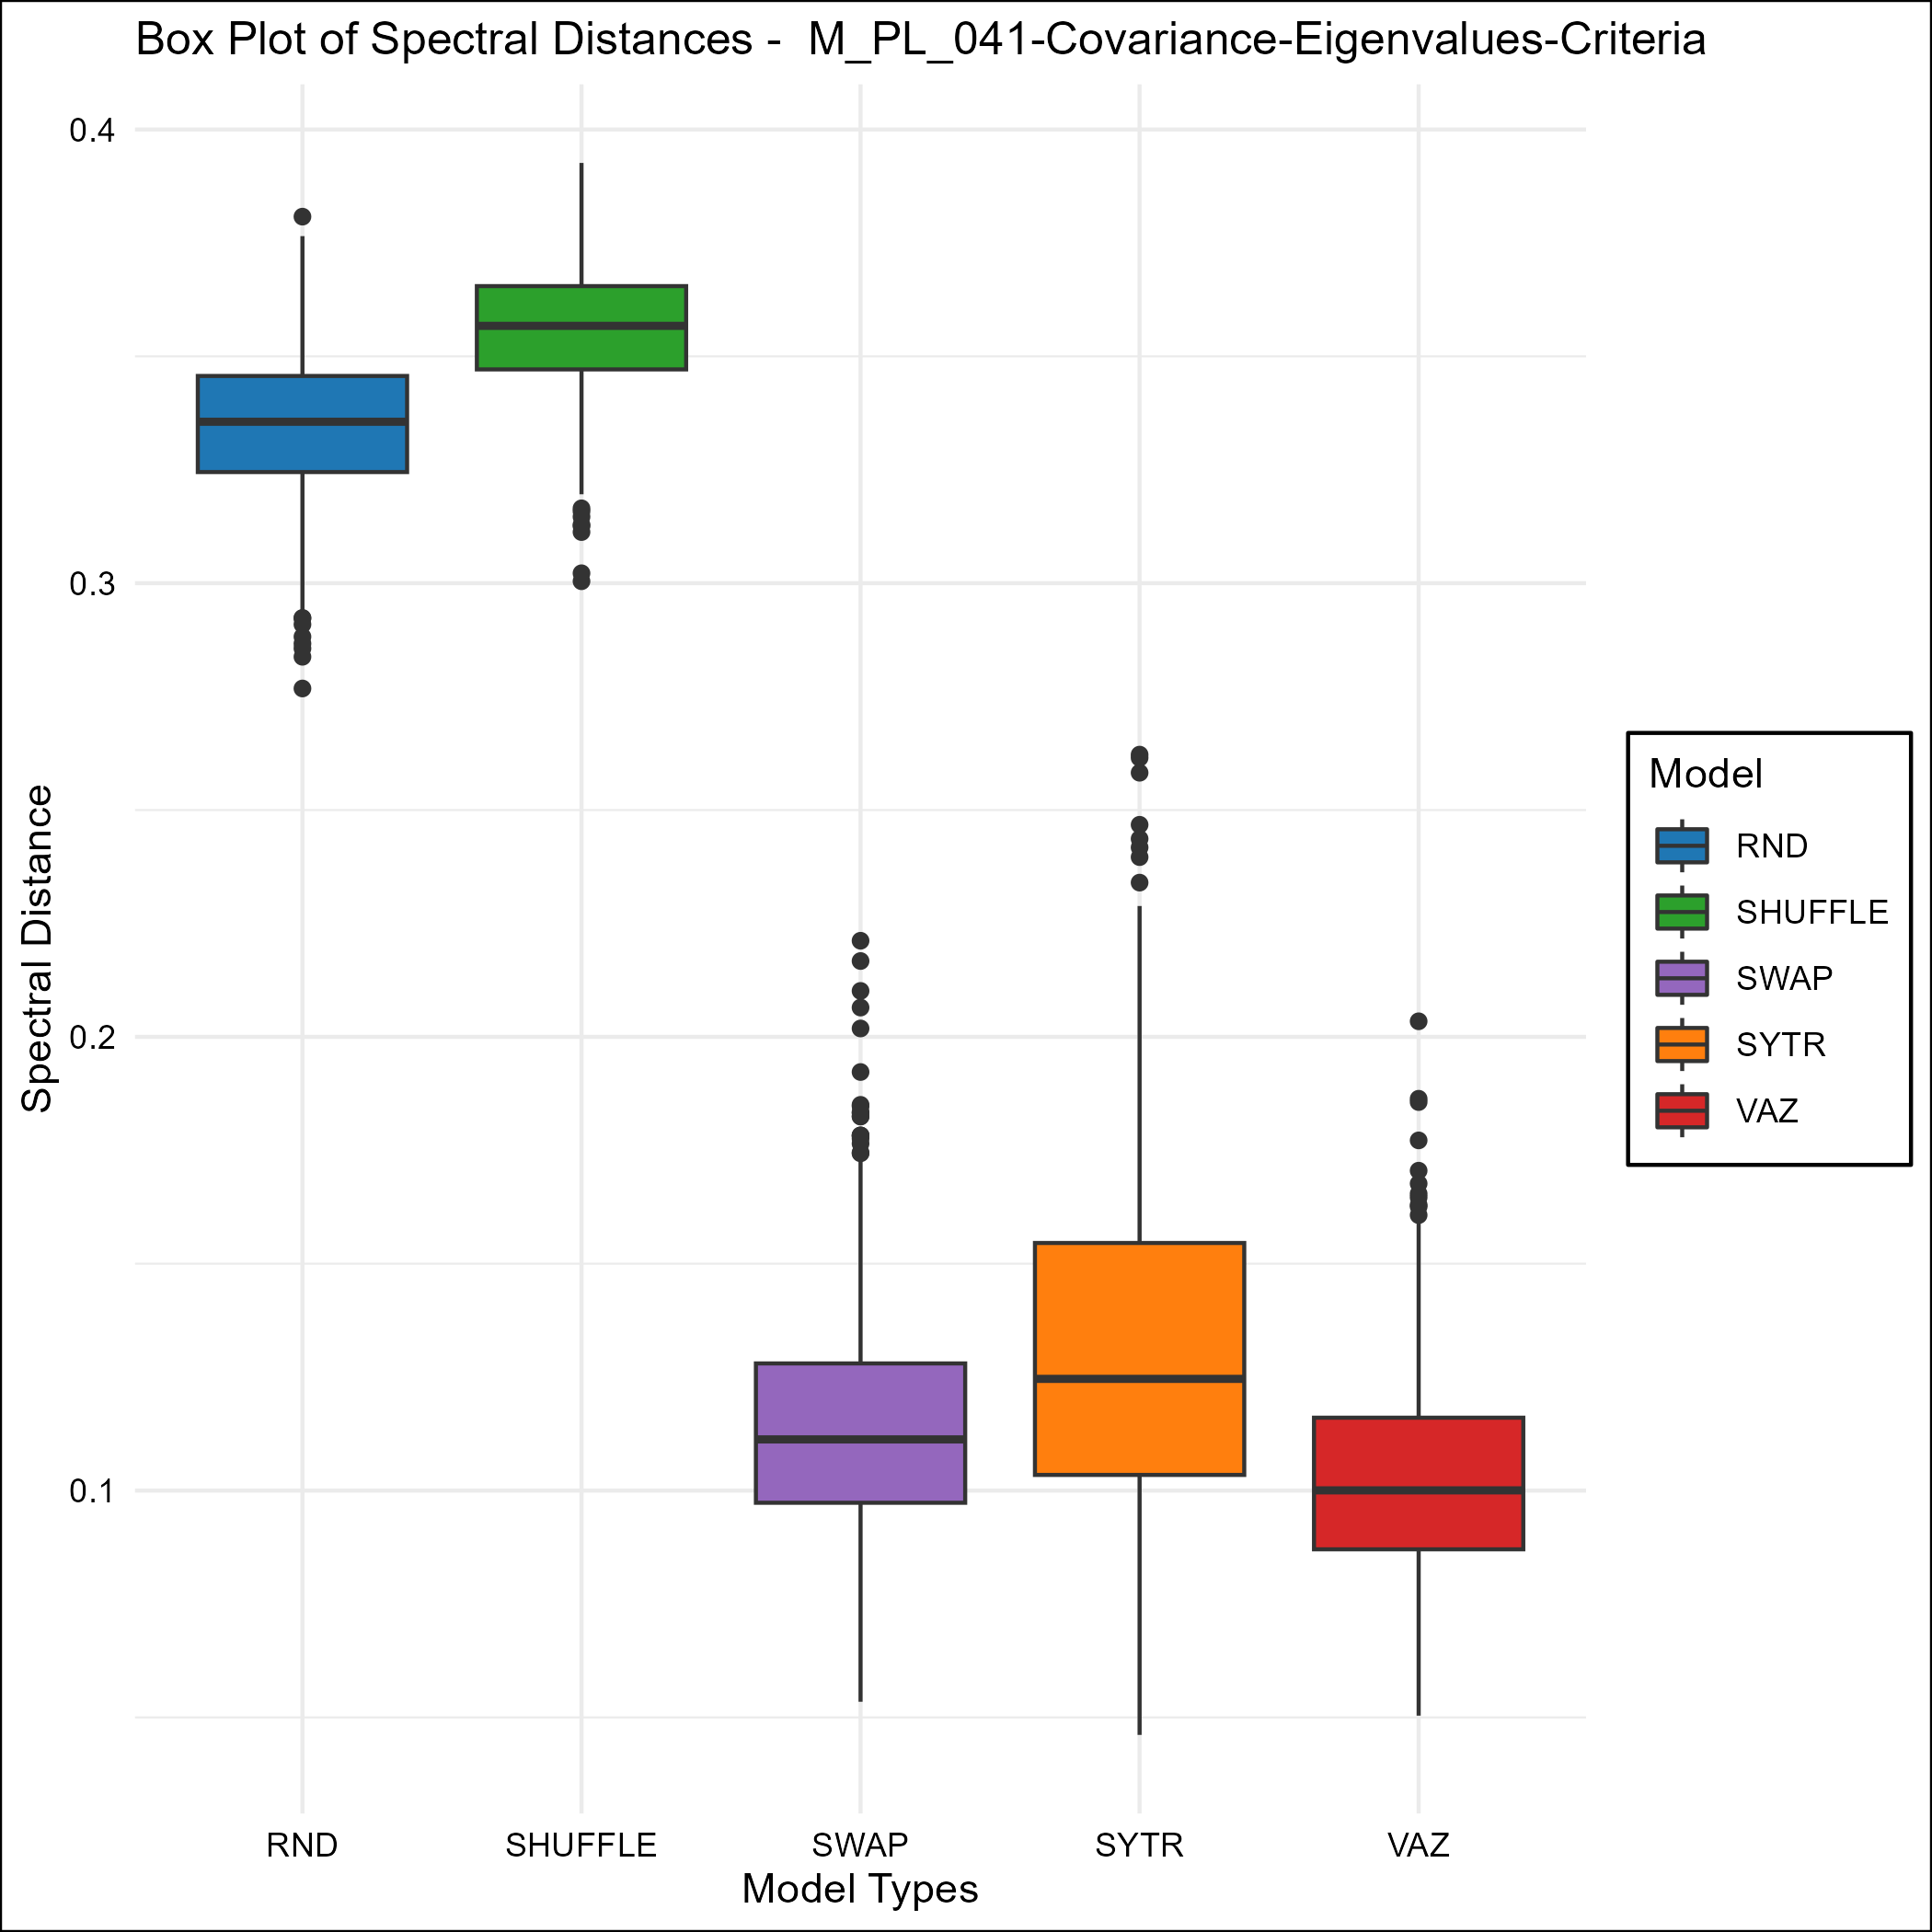 Box Plot of Spectral Distances -  M_PL_041-Covariance-Eigenvalues-Criteria
0.4
0.3
0.2
0.1
Spectral Distance
RND
SHUFFLE
SWAP
SYTR
VAZ
Model Types
Model
RND
SHUFFLE
SWAP
SYTR
VAZ